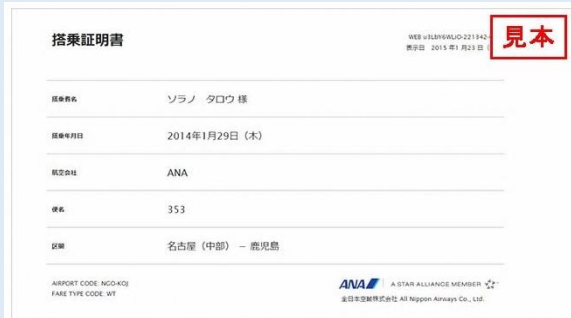 搭乗証明書
見本
表示日 2015年1月23日
搭乗者名 ソラノ タロウ 様
搭乗年月日 2014年1月29日（木）
航空会社 ANA
便名 353
区間 名古屋（中部） － 鹿児島
AIRPORT CODE NGO-KOJ
FARE TYPE CODE WT
ANA A STAR ALLIANCE MEMBER
全日本空輸株式会社 All Nippon Airways Co., Ltd.